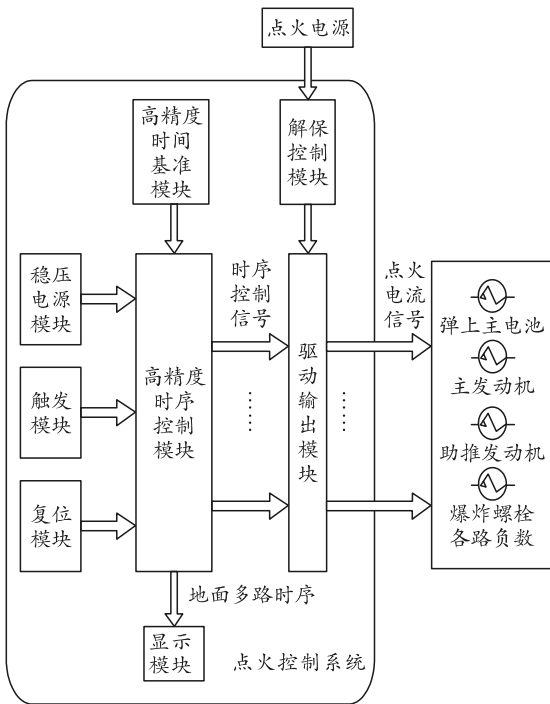 点火电源
高精度
时间
基准
模块
解保
控制
模块
稳压
电源
模块
时序
控制
信号
点火
电流
信号
弹上主电池
触发
模块
高精度
时序
控制模块
驱动输出模块
主发动机
……
……
助推发动机
复位
模块
爆炸螺栓
各路负数
地面多路时序
显示
模块
点火控制系统